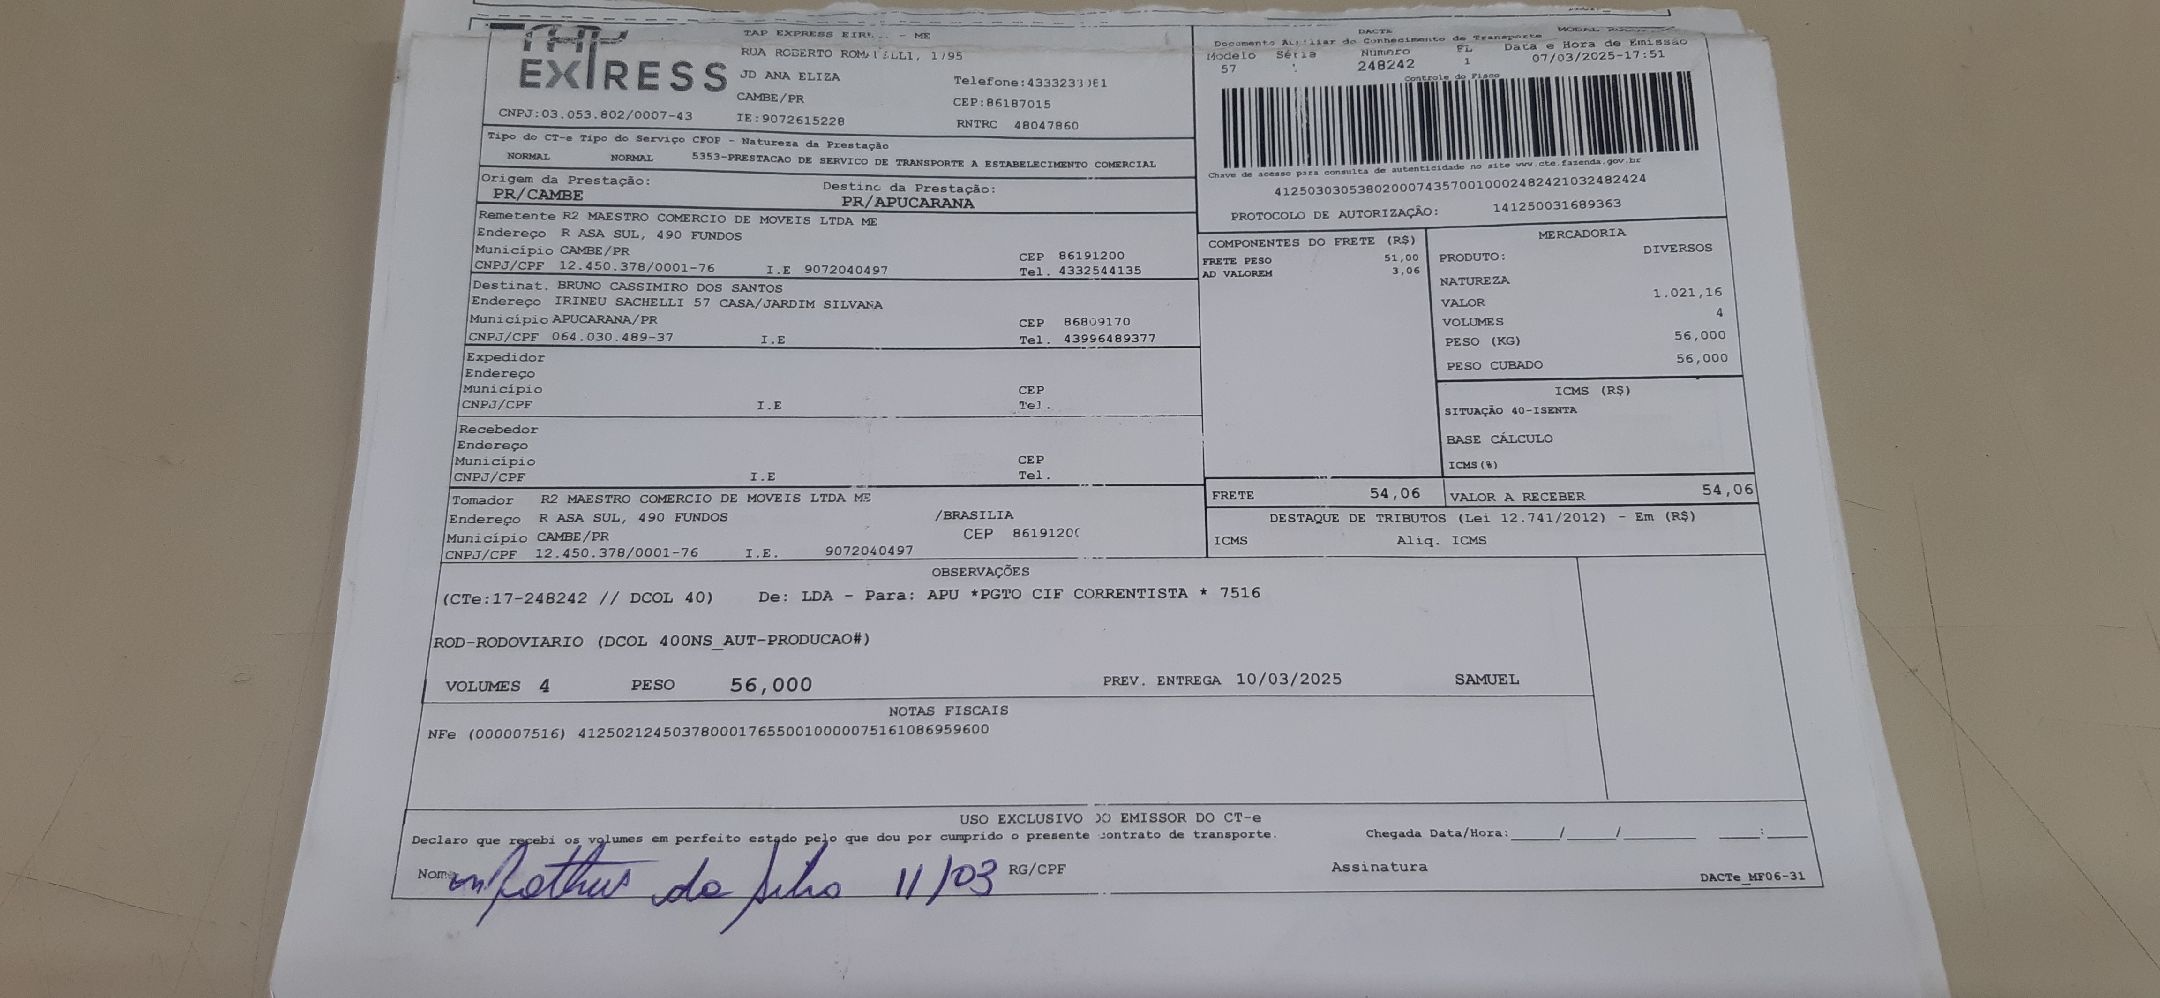 TAP EXPRESS
TAP EXPRESS - ME
RUA ROBERTO
JD ANA ELIZA
Telefone:
CAMBE/PR
CEP:86187015
CNPJ:03.053.802/0007-43
IE:9072615228
RNTRC 48047860
DACTE
Documento Auxiliar do Conhecimento de Transporte
Modelo Série Número FL Data e Hora de Emissão
57 248242 1 07/03/2025-17:51
Controle do Fisco
Chave de acesso para consulta de autenticidade no site www.cte.fazenda.gov.br
41250303053802000743570010002482421032482424
PROTOCOLO DE AUTORIZAÇÃO: 141250031689363
Tipo do CT-e Tipo do Serviço CFOP - Natureza da Prestação
NORMAL NORMAL 5353-PRESTACAO DE SERVICO DE TRANSPORTE A ESTABELECIMENTO COMERCIAL
Origem da Prestação: Destino da Prestação:
PR/CAMBE PR/APUCARANA
Remetente R2 MAESTRO COMERCIO DE MOVEIS LTDA ME
Endereço R ASA SUL, 490 FUNDOS
Município CAMBE/PR CEP 86191200
CNPJ/CPF 12.450.378/0001-76 I.E 9072040497 Tel. 4332544135
Destinat. BRUNO CASSIMIRO DOS SANTOS
Endereço IRINEU SACHELLI 57 CASA/JARDIM SILVANA
Município APUCARANA/PR CEP 86809170
CNPJ/CPF 064.030.489-37 I.E Tel. 43996489377
Expedidor
Endereço
Município CEP
CNPJ/CPF I.E Tel.
Recebedor
Endereço
Município CEP
CNPJ/CPF I.E Tel.
Tomador R2 MAESTRO COMERCIO DE MOVEIS LTDA ME
Endereço R ASA SUL, 490 FUNDOS /BRASILIA
Município CAMBE/PR CEP 86191200
CNPJ/CPF 12.450.378/0001-76 I.E. 9072040497
COMPONENTES DO FRETE (R$)
FRETE PESO 51,00
AD VALOREM 3,06
MERCADORIA
PRODUTO: DIVERSOS
NATUREZA
VALOR 1.021,16
VOLUMES 4
PESO (KG) 56,000
PESO CUBADO 56,000
ICMS (R$)
SITUAÇÃO 40-ISENTA
BASE CÁLCULO
ICMS(%)
FRETE 54,06 VALOR A RECEBER 54,06
DESTAQUE DE TRIBUTOS (Lei 12.741/2012) - Em (R$)
ICMS Aliq. ICMS
OBSERVAÇÕES
(CTe:17-248242 // DCOL 40) De: LDA - Para: APU *PGTO CIF CORRENTISTA * 7516
ROD-RODOVIARIO (DCOL 400NS_AUT-PRODUCAO#)
VOLUMES 4 PESO 56,000 PREV. ENTREGA 10/03/2025 SAMUEL
NOTAS FISCAIS
NFe (000007516) 41250212450378000176550010000075161086959600
USO EXCLUSIVO DO EMISSOR DO CT-e
Declaro que recebi os volumes em perfeito estado pelo que dou por cumprido o presente contrato de transporte. Chegada Data/Hora:____/____/______ ___:____
Nome da Silva 11/03 RG/CPF Assinatura
DACTe_MF06-31